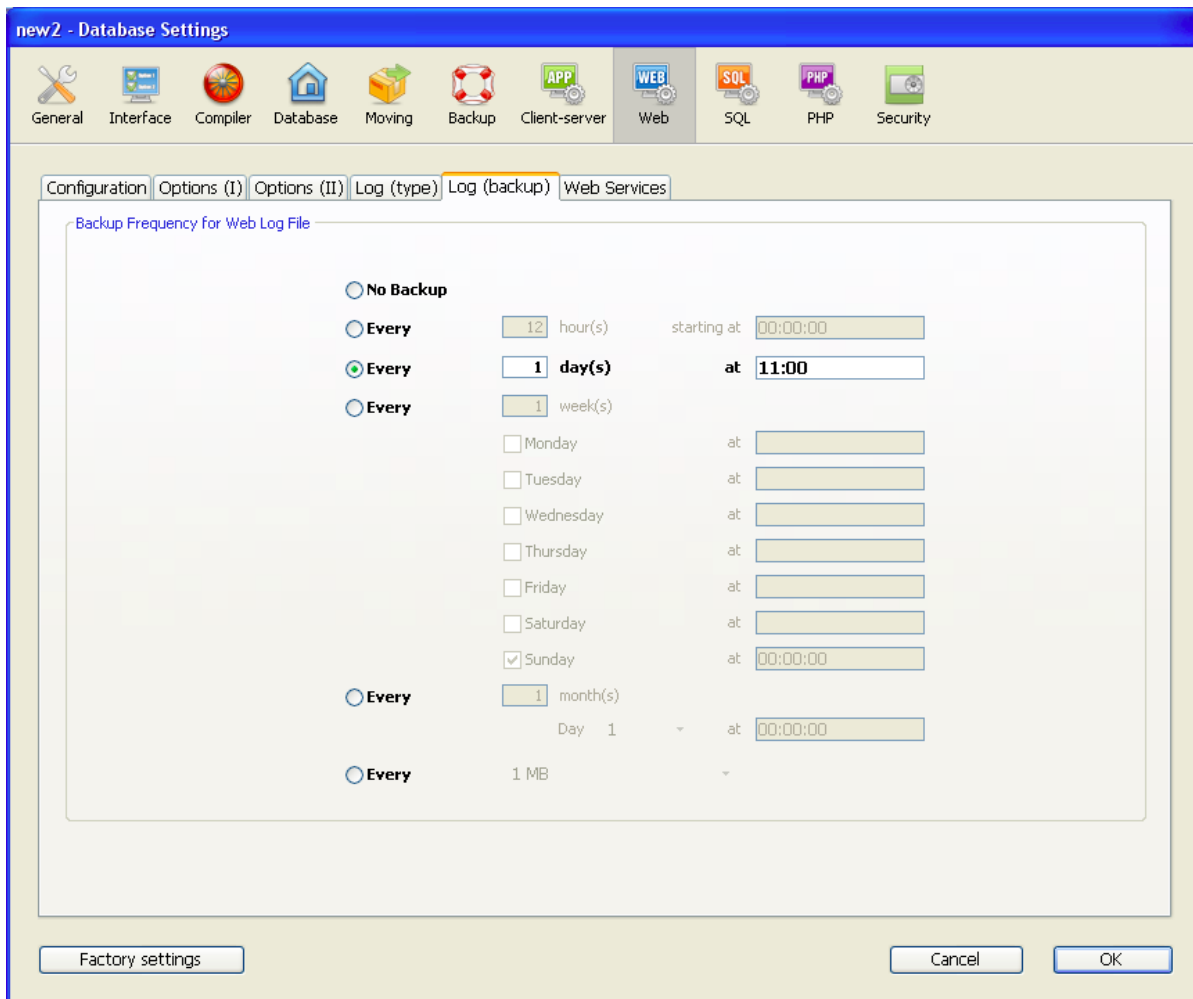 new2 - Database Settings
APP WEB SQL PHP
General Interface Compiler Database Moving Backup Client-server Web SQL PHP Security
Configuration Options (I) Options (II) Log (type) Log (backup) Web Services
Backup Frequency for Web Log File
No Backup
Every 12 hour(s) starting at 00:00:00
Every 1 day(s) at 11:00
Every 1 week(s)
Monday at
Tuesday at
Wednesday at
Thursday at
Friday at
Saturday at
Sunday at 00:00:00
Every 1 month(s)
Day 1 at 00:00:00
Every 1 MB
Factory settings Cancel OK